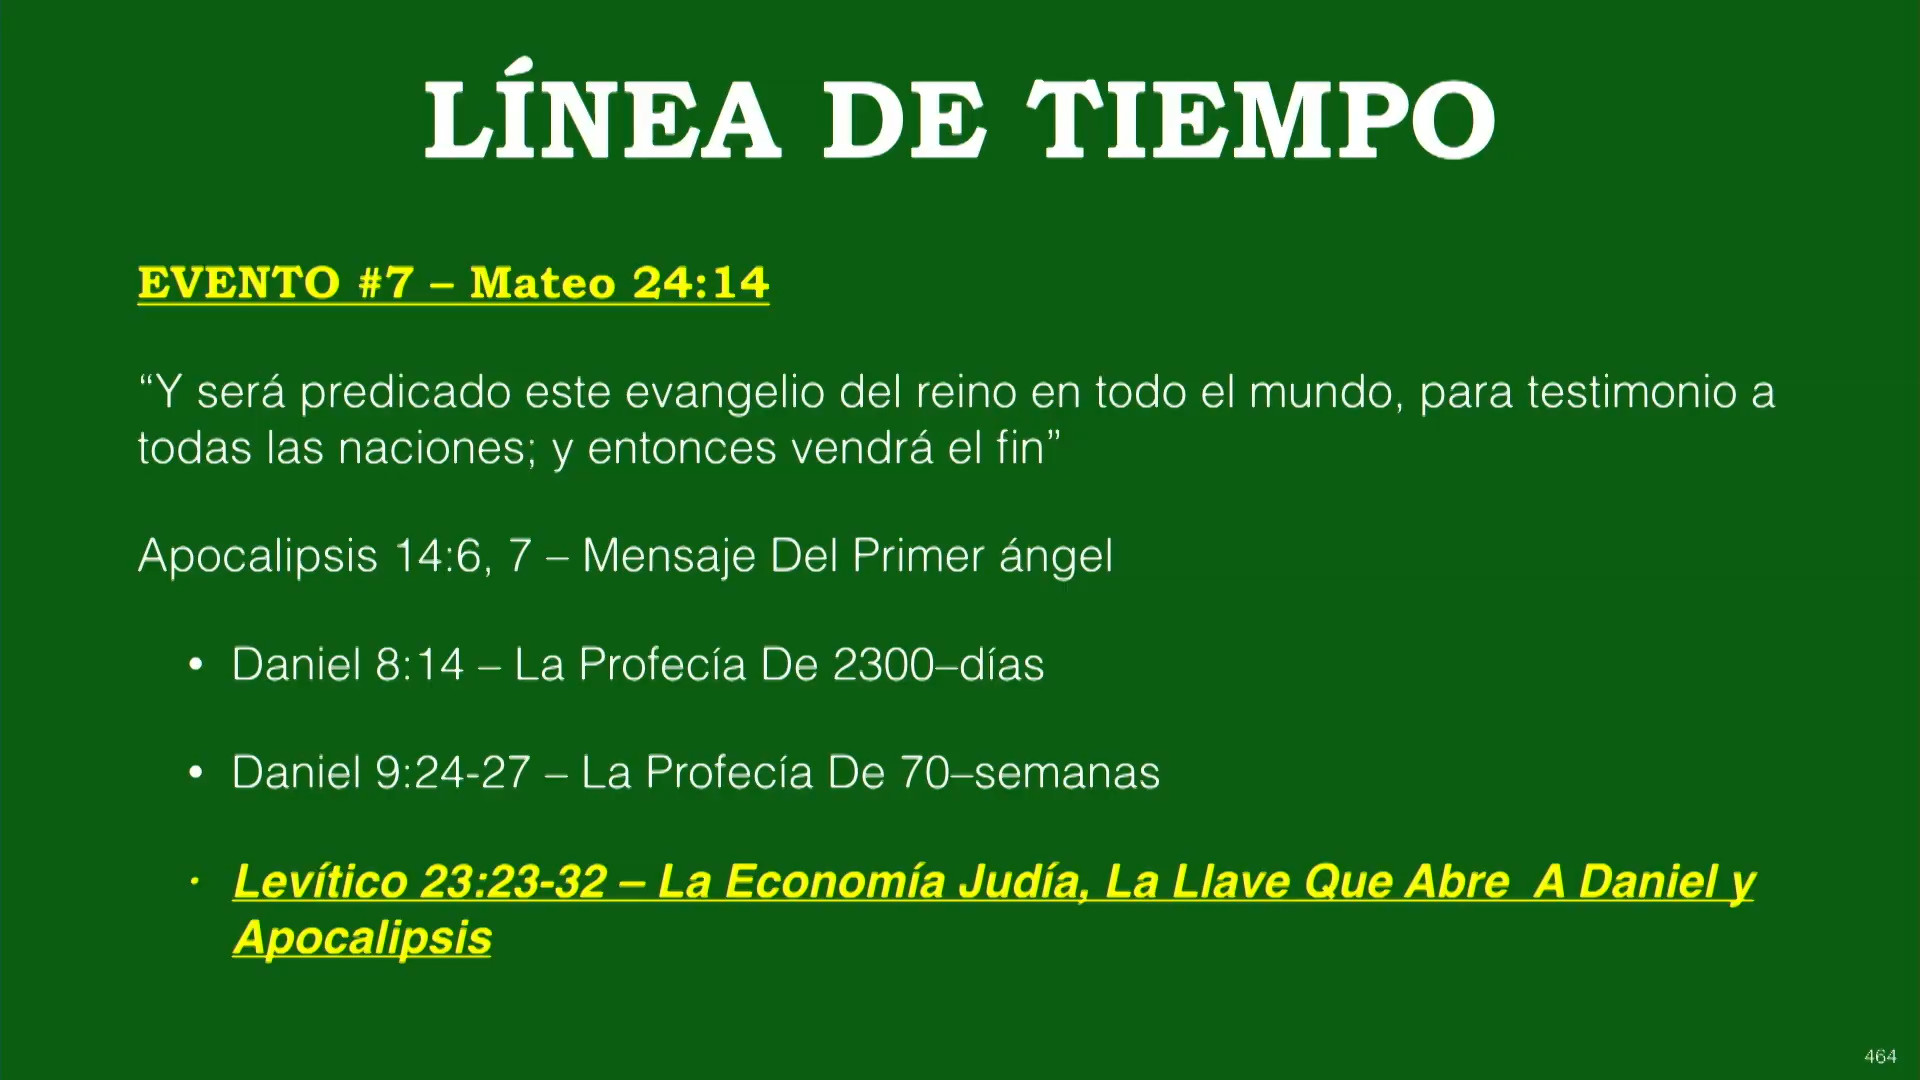 LÍNEA DE TIEMPO
EVENTO #7 – Mateo 24:14
“Y será predicado este evangelio del reino en todo el mundo, para testimonio a
todas las naciones; y entonces vendrá el fin”
Apocalipsis 14:6, 7 – Mensaje Del Primer ángel
• Daniel 8:14 – La Profecía De 2300–días
• Daniel 9:24-27 – La Profecía De 70–semanas
• Levítico 23:23-32 – La Economía Judía, La Llave Que Abre  A Daniel y
Apocalipsis
464